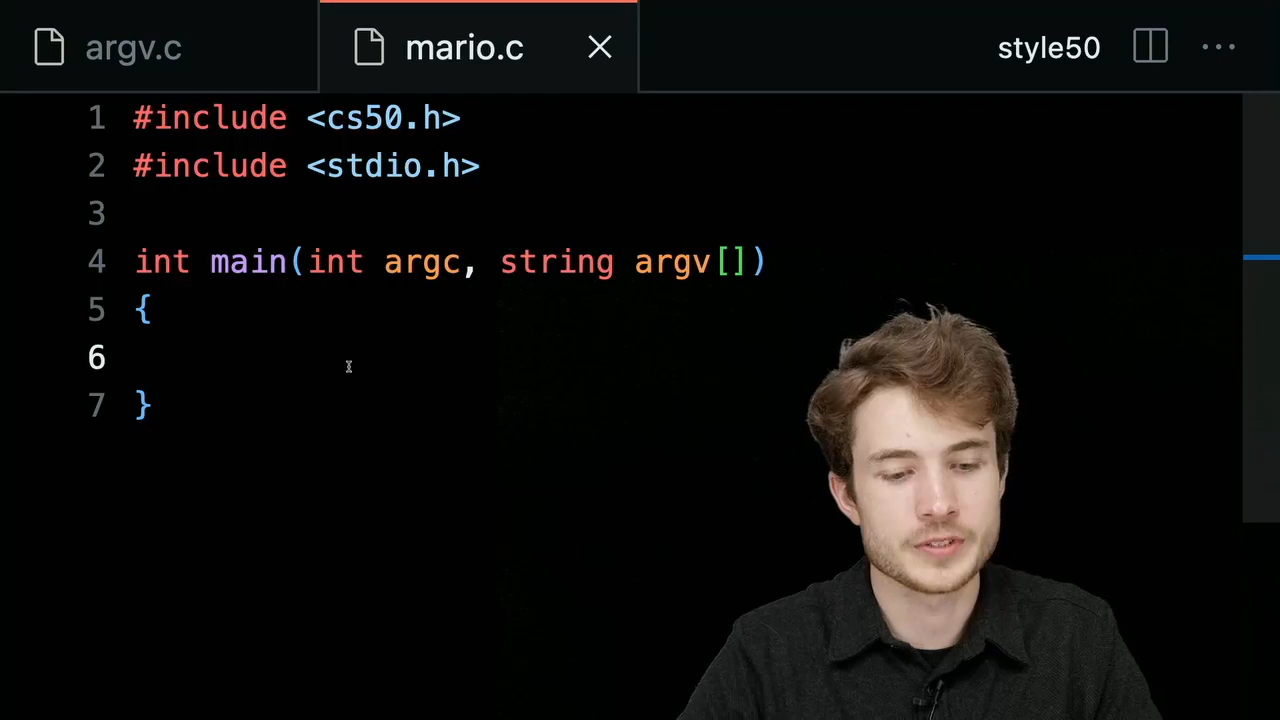 argv.c
mario.c
style50
1 #include <cs50.h>
2 #include <stdio.h>
3
4 int main(int argc, string argv[])
5 {
6
7 }